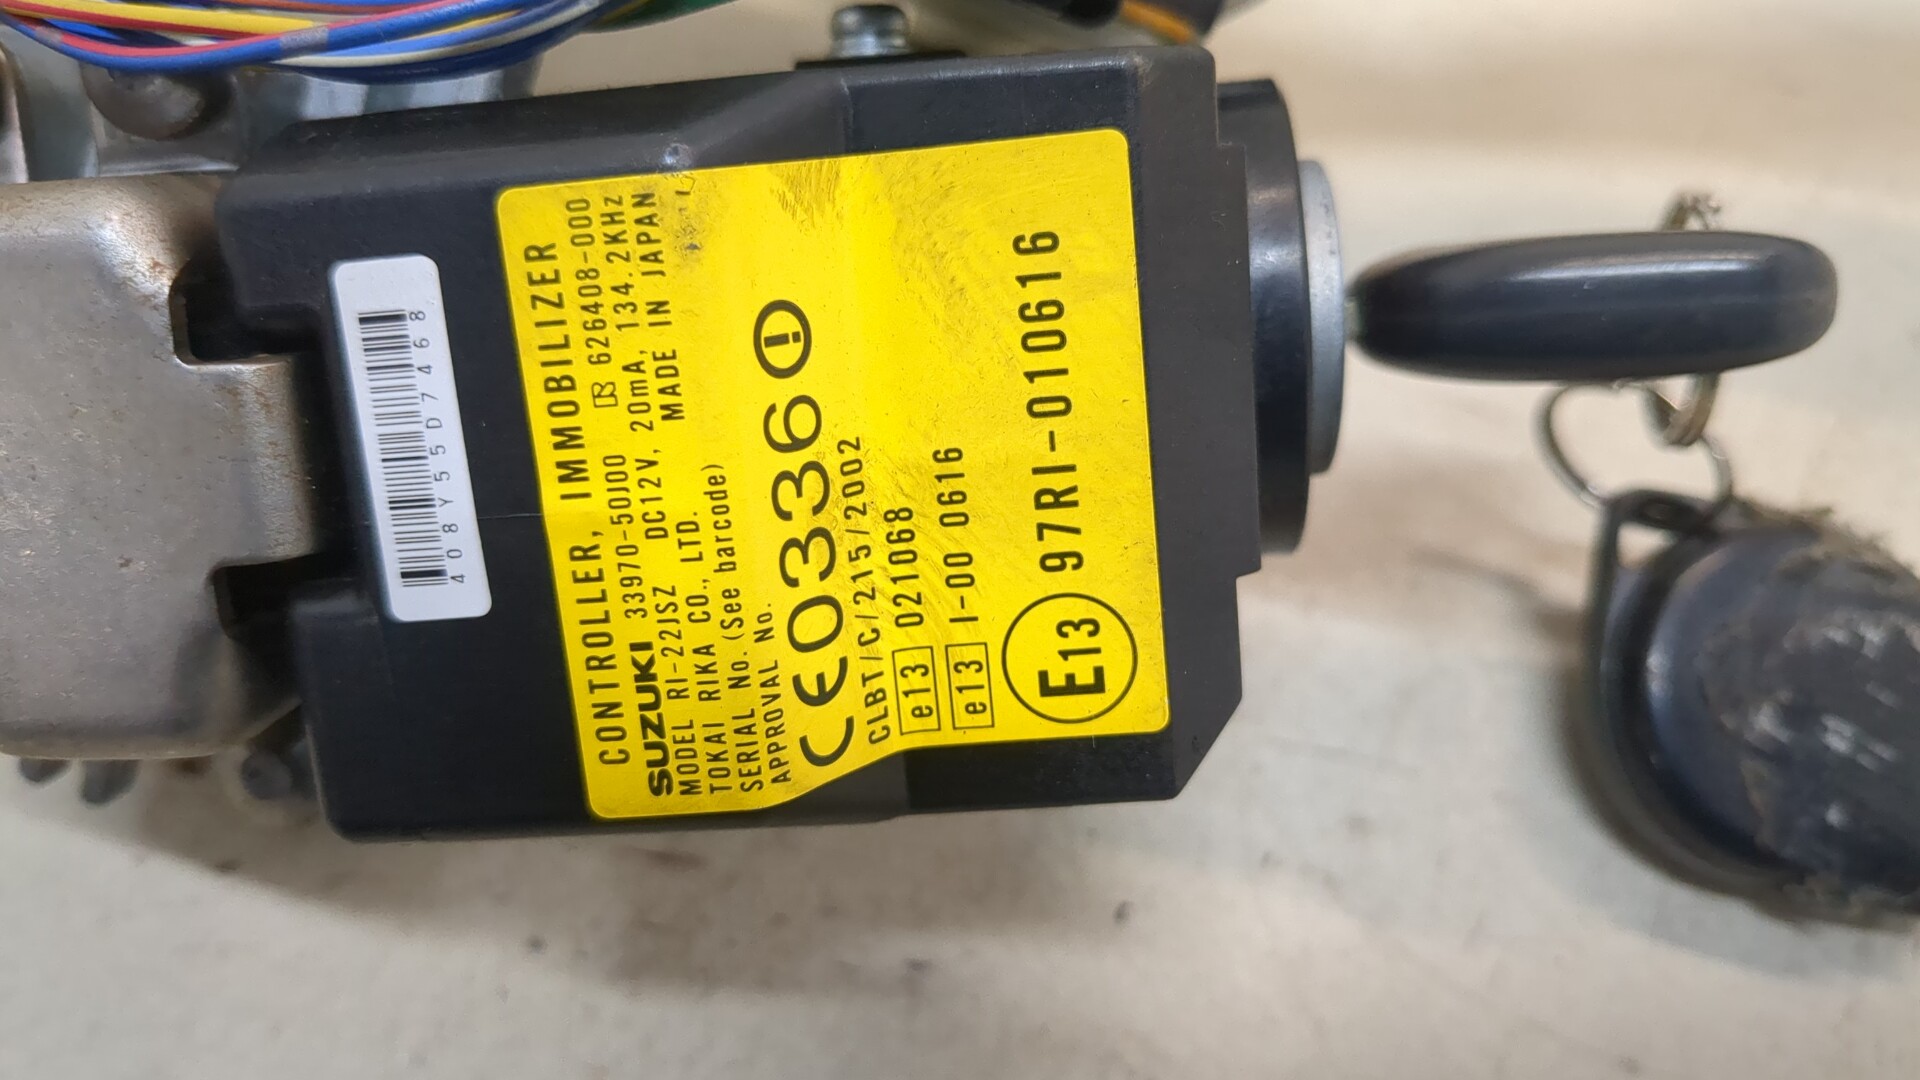 408Y55D7468
CONTROLLER, IMMOBILIZER
SUZUKI 33970-50J00 626408-000
MODEL RI-22JSZ DC12V, 20mA, 134.2KHz
TOKAI RIKA CO., LTD. MADE IN JAPAN
SERIAL No. (See barcode)
APPROVAL No.
CE0336
CLBT/C/215/2002
e13 021068
e13 I-00 0616
E13 97RI-010616